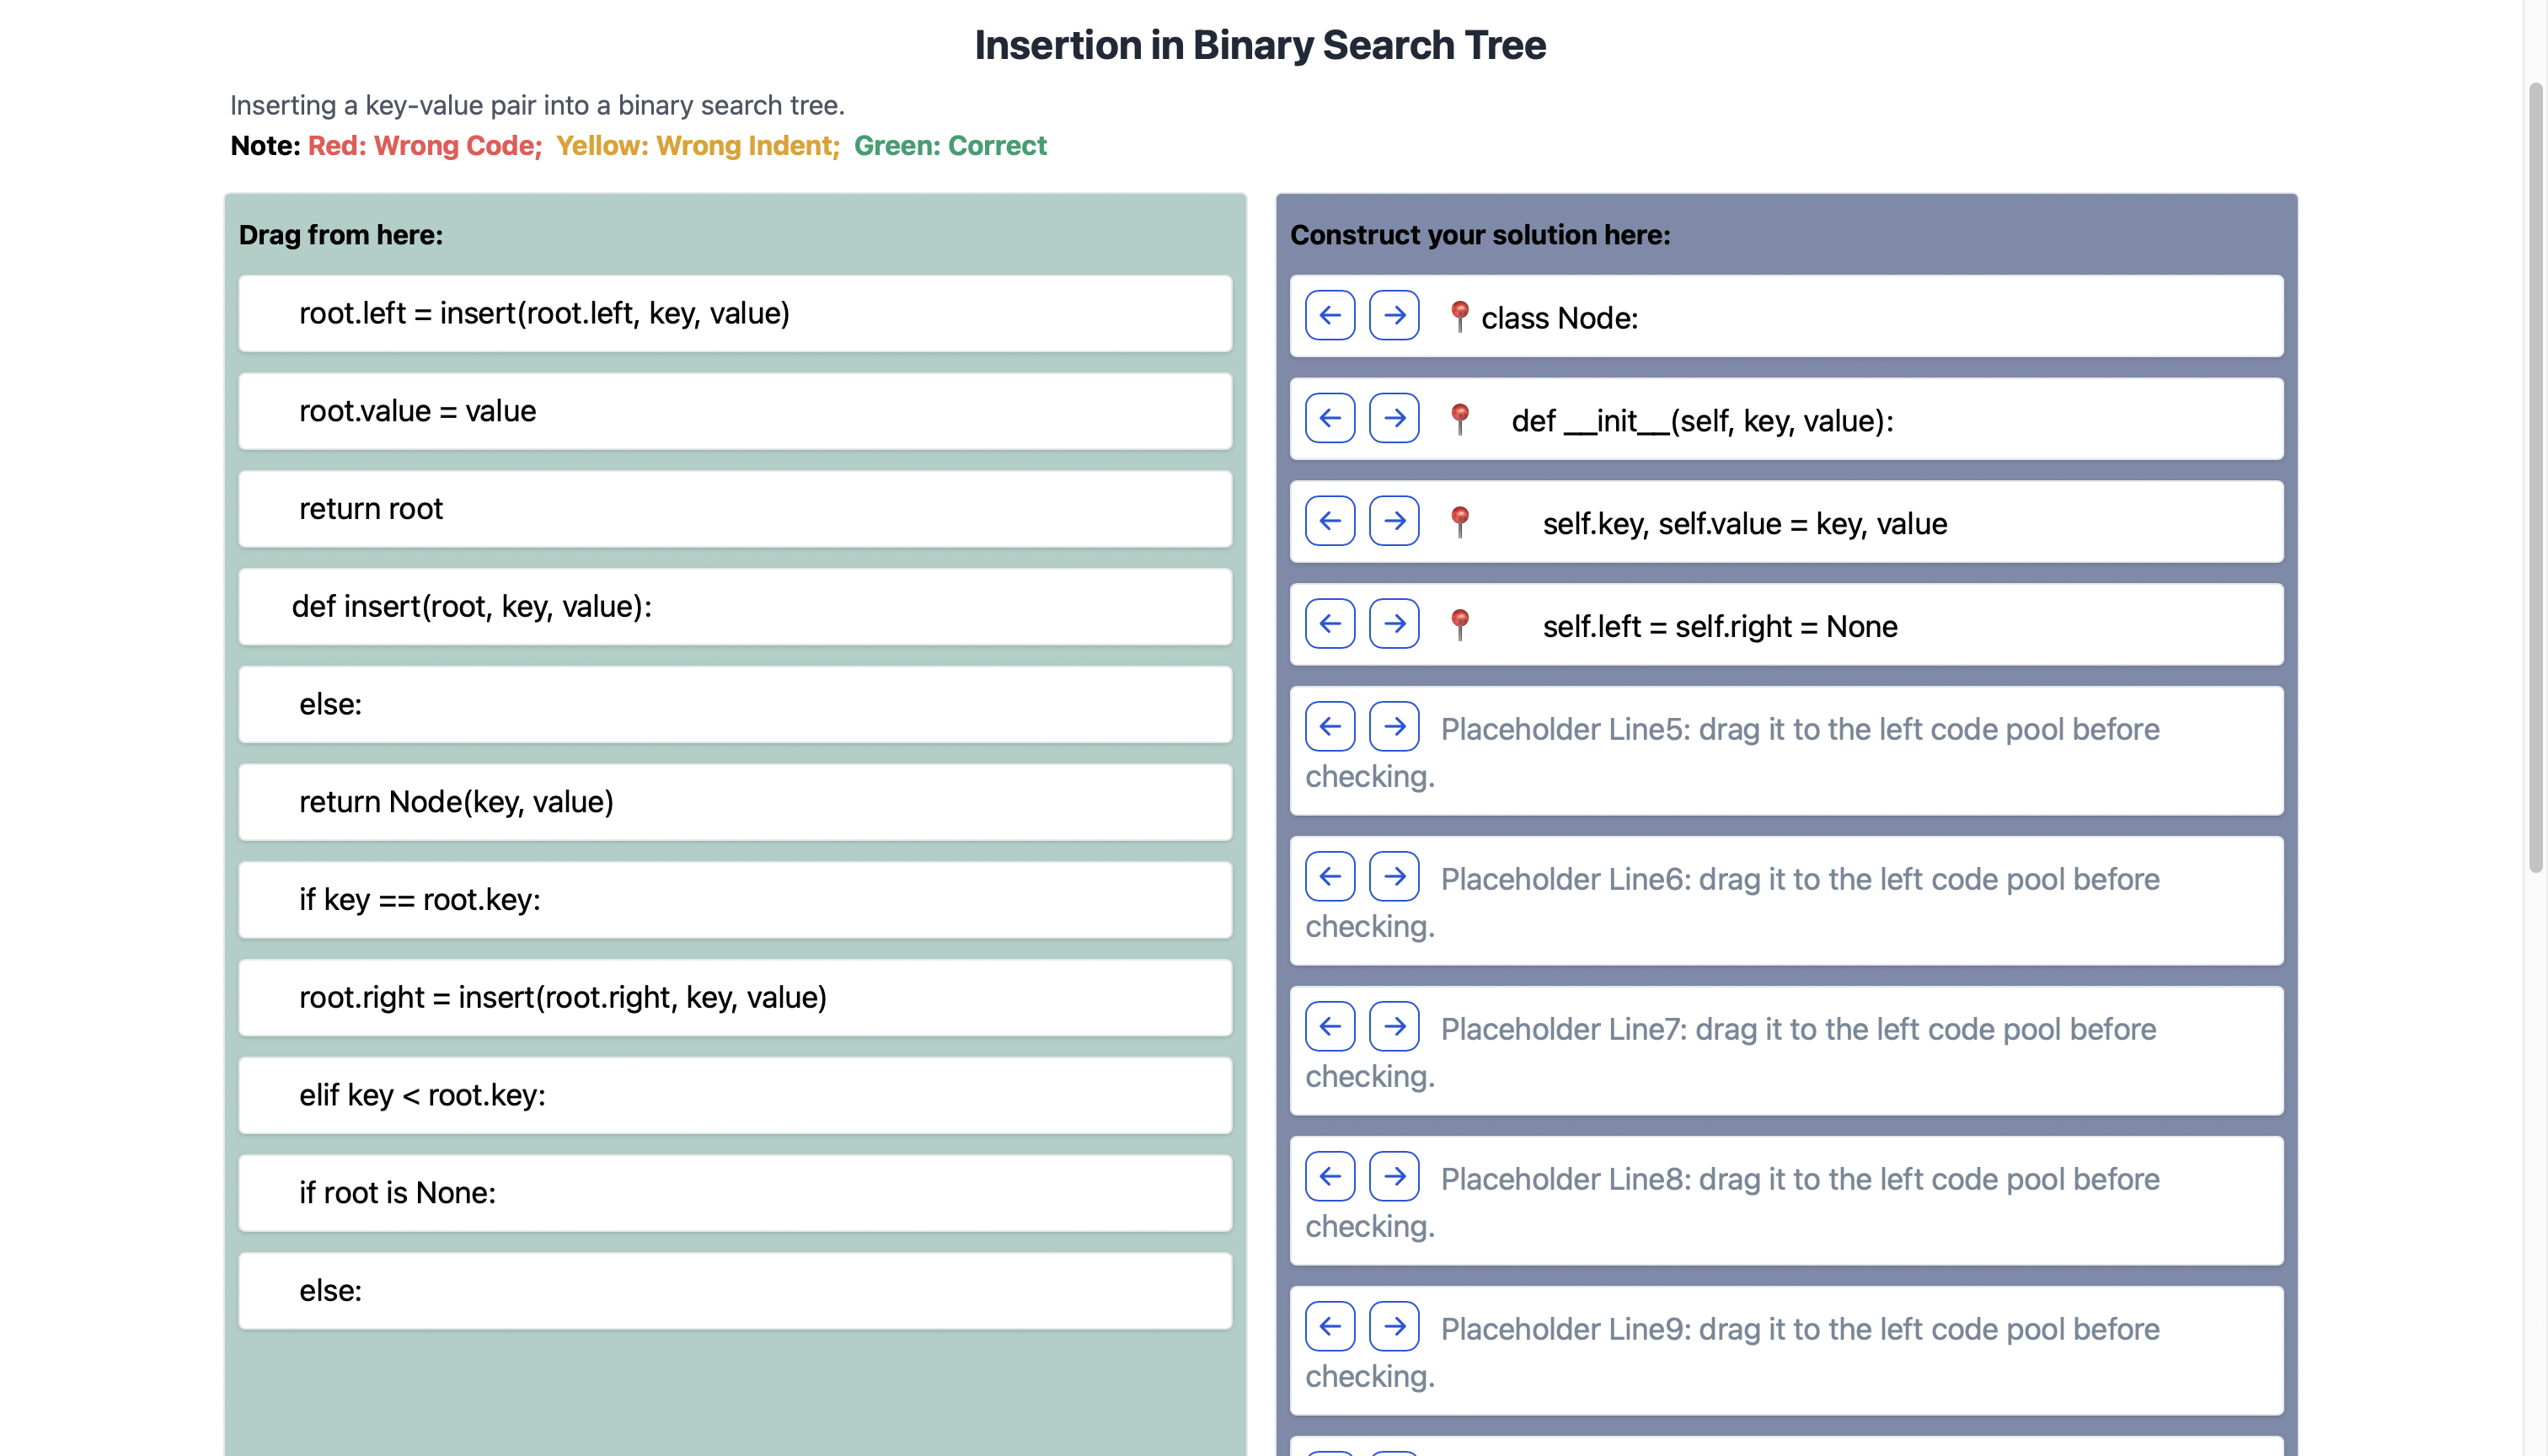 Insertion in Binary Search Tree
Inserting a key-value pair into a binary search tree.
Note: Red: Wrong Code; Yellow: Wrong Indent; Green: Correct
Drag from here:
root.left = insert(root.left, key, value)
root.value = value
return root
def insert(root, key, value):
else:
return Node(key, value)
if key == root.key:
root.right = insert(root.right, key, value)
elif key < root.key:
if root is None:
else:
Construct your solution here:
class Node:
def __init__(self, key, value):
self.key, self.value = key, value
self.left = self.right = None
Placeholder Line5: drag it to the left code pool before
checking.
Placeholder Line6: drag it to the left code pool before
checking.
Placeholder Line7: drag it to the left code pool before
checking.
Placeholder Line8: drag it to the left code pool before
checking.
Placeholder Line9: drag it to the left code pool before
checking.